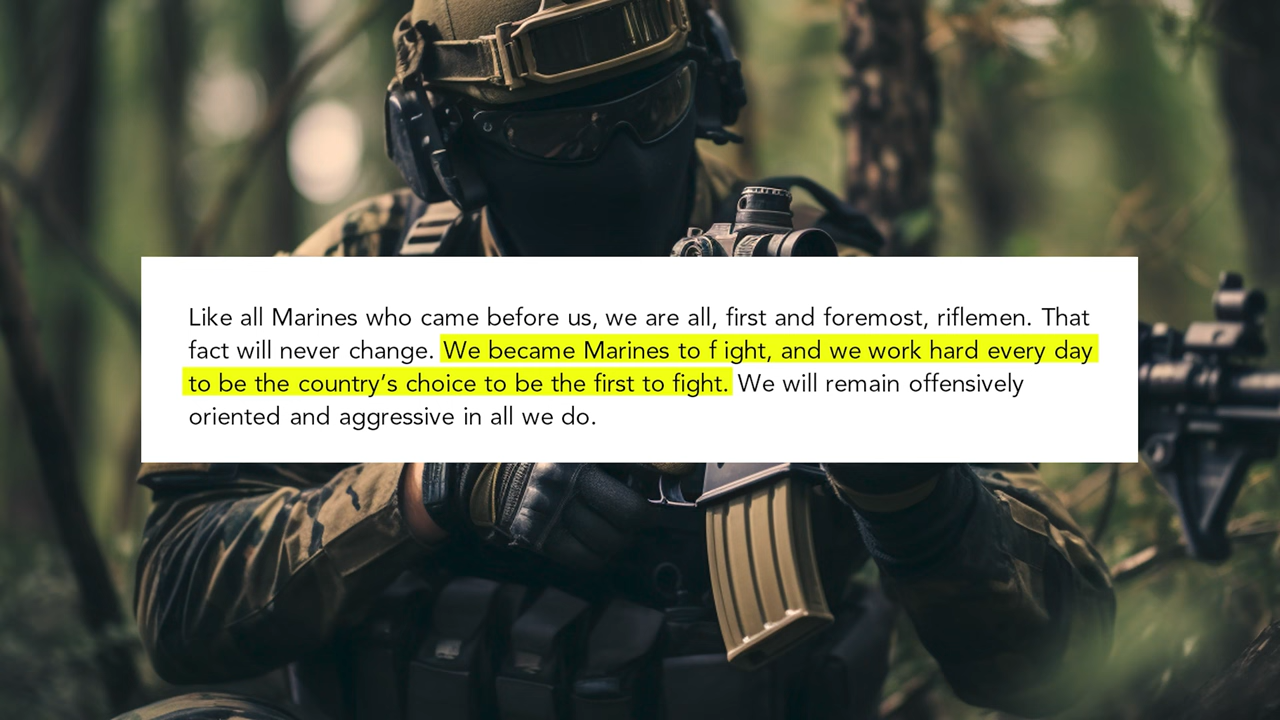 Like all Marines who came before us, we are all, first and foremost, riflemen. That
fact will never change. We became Marines to f ight, and we work hard every day
to be the country’s choice to be the first to fight. We will remain offensively
oriented and aggressive in all we do.